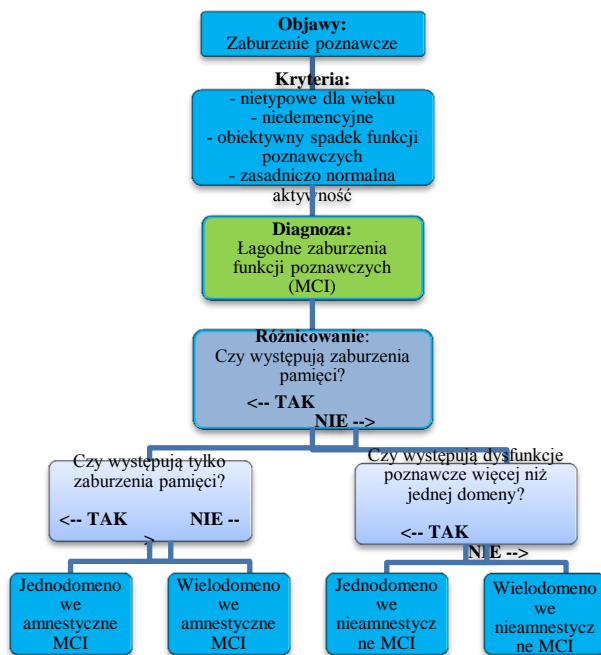 Objawy:
Zaburzenie poznawcze
Kryteria:
- nietypowe dla wieku
- niedemencyjne
- obiektywny spadek funkcji
poznawczych
- zasadniczo normalna
aktywność
Diagnoza:
Łagodne zaburzenia
funkcji poznawczych
(MCI)
Różnicowanie:
Czy występują zaburzenia
pamięci?
<-- TAK
NIE -->
Czy występują tylko
zaburzenia pamięci?
<-- TAK NIE --
>
Czy występują dysfunkcje
poznawcze więcej niż
jednej domeny?
<-- TAK
NIE -->
Jednodomeno
we
amnestyczne
MCI
Wielodomeno
we
amnestyczne
MCI
Jednodomeno
we
nieamnestycz
ne MCI
Wielodomeno
we
nieamnestycz
ne MCI